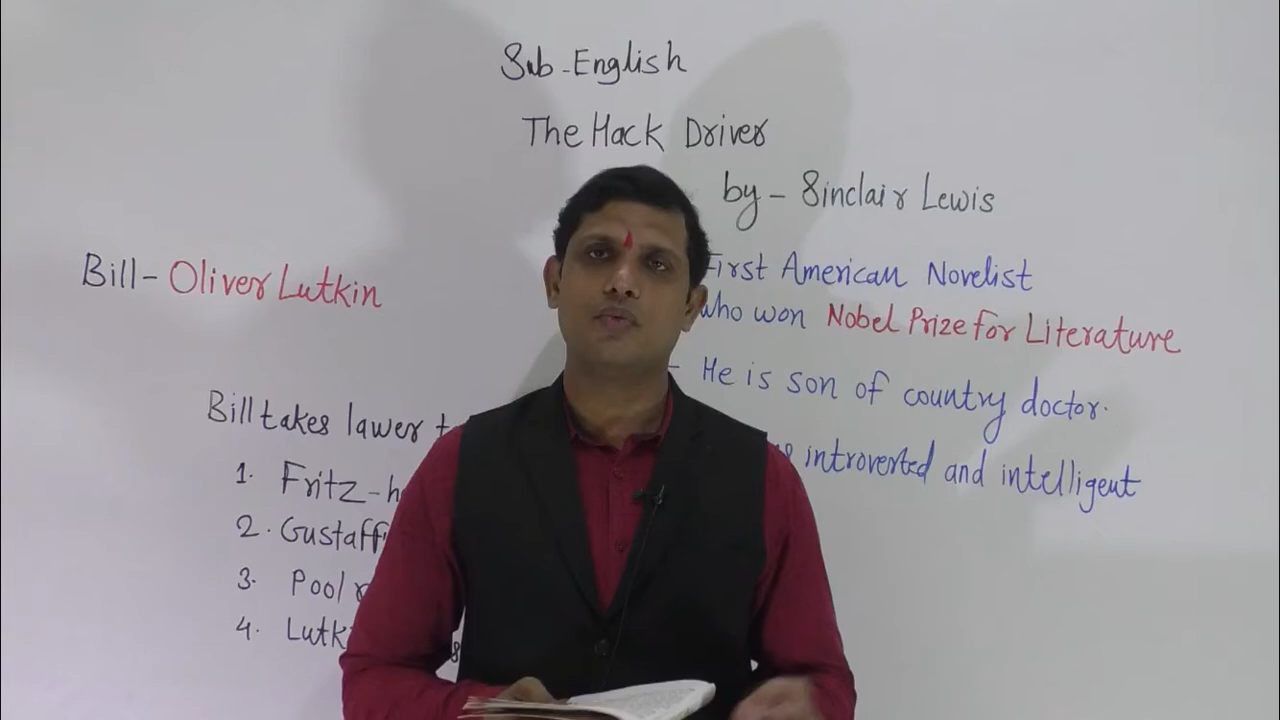 Sub - English
The Hack Driver
by - Sinclair Lewis
Bill - Oliver Lutkin
First American Novelist
who won Nobel Prize for Literature
- He is son of country doctor.
introverted and intelligent
Bill takes lawer
1. Fritz -
2.
3. Pool
4.